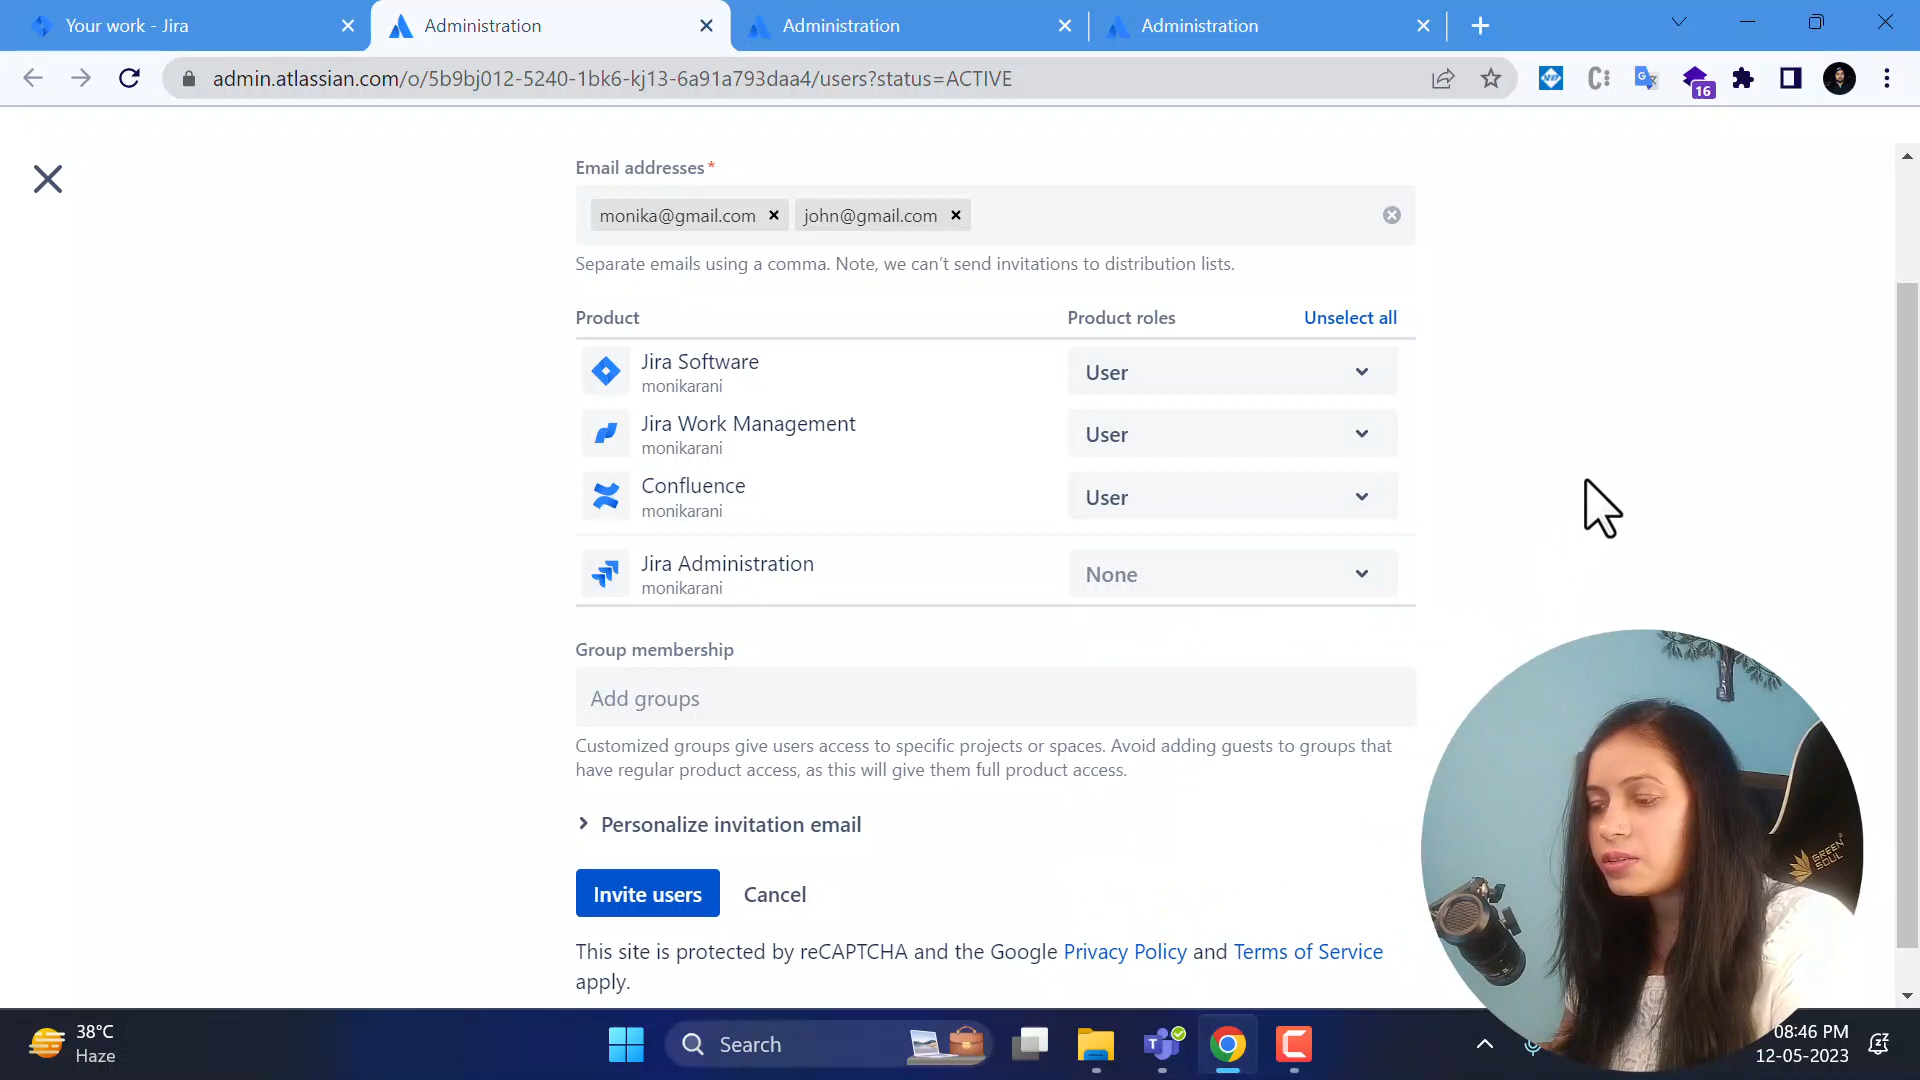 Your work - Jira
Administration
Administration
Administration
admin.atlassian.com/o/5b9bj012-5240-1bk6-kj13-6a91a793daa4/users?status=ACTIVE
16
Email addresses*
monika@gmail.com
john@gmail.com
Separate emails using a comma. Note, we can't send invitations to distribution lists.
Product
Product roles
Unselect all
Jira Software
monikarani
User
Jira Work Management
monikarani
User
Confluence
monikarani
User
Jira Administration
monikarani
None
Group membership
Add groups
Customized groups give users access to specific projects or spaces. Avoid adding guests to groups that
have regular product access, as this will give them full product access.
Personalize invitation email
Invite users
Cancel
This site is protected by reCAPTCHA and the Google Privacy Policy and Terms of Service
apply.
GREEN
SOUL
38°C
Haze
Search
08:46 PM
12-05-2023